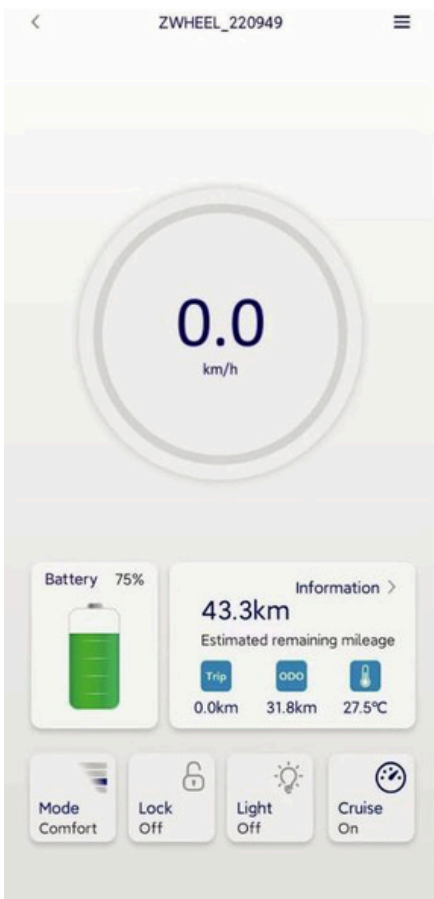 ZWHEEL_220949
0.0
km/h
Battery 75%
Information
43.3km
Estimated remaining mileage
Trip ODO
0.0km 31.8km 27.5℃
Mode Lock Light Cruise
Comfort Off Off On